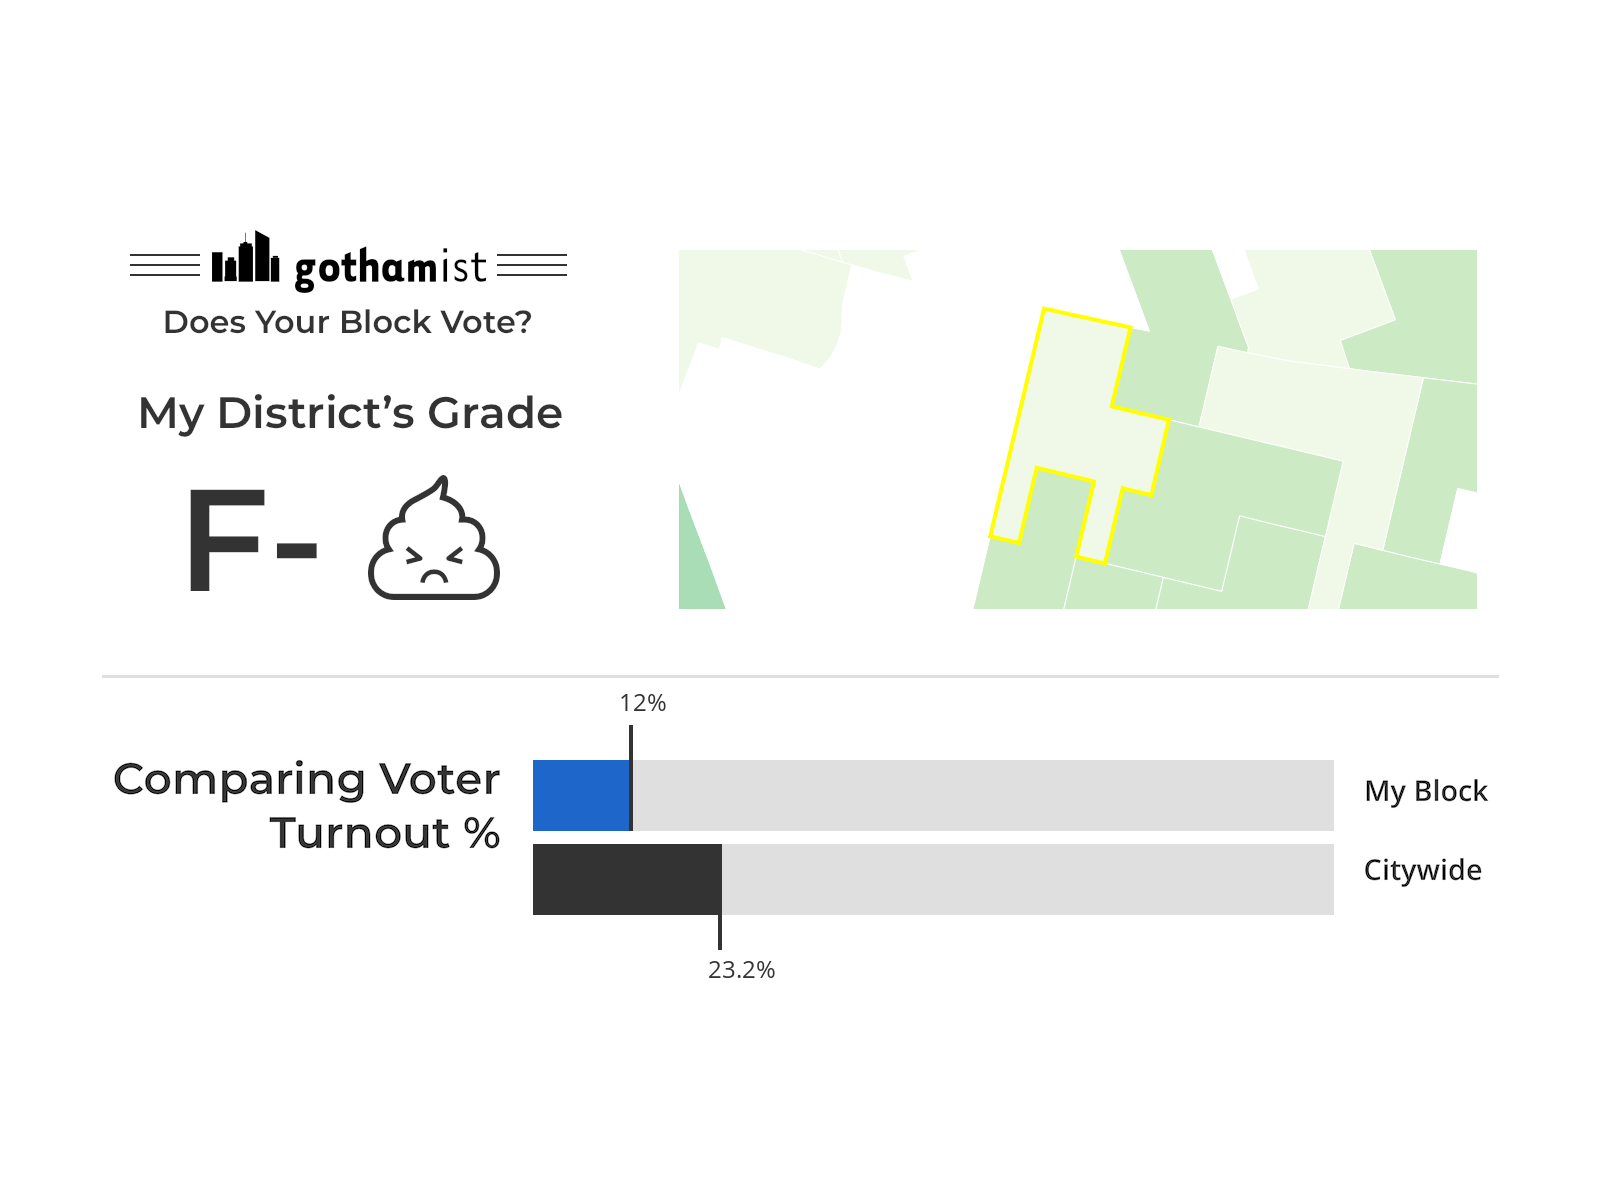 gothamist
Does Your Block Vote?
My District’s Grade
F-
12%
Comparing Voter
Turnout %
My Block
Citywide
23.2%